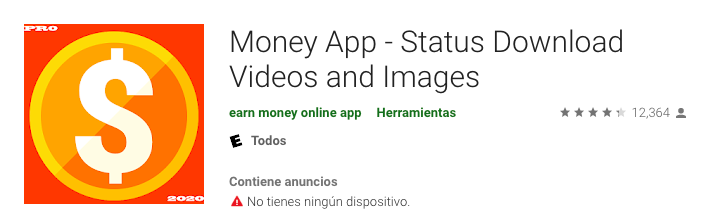 PRO
$
2020
Money App - Status Download
Videos and Images
earn money online app Herramientas 12,364
E Todos
Contiene anuncios
No tienes ningún dispositivo.